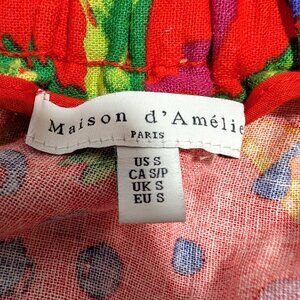 Maison d'Amélie
PARIS
US S
CA S/P
UK S
EU S